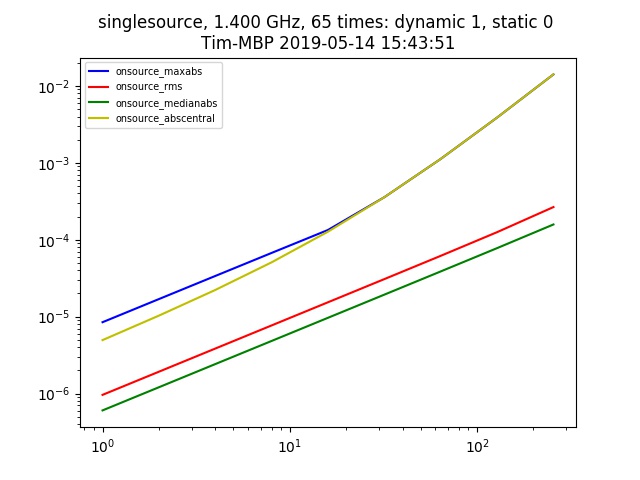 singlesource, 1.400 GHz, 65 times: dynamic 1, static 0
Tim-MBP 2019-05-14 15:43:51
onsource_maxabs
onsource_rms
onsource_medianabs
onsource_abscentral
10⁻²
10⁻³
10⁻⁴
10⁻⁵
10⁻⁶
10⁰ 10¹ 10²